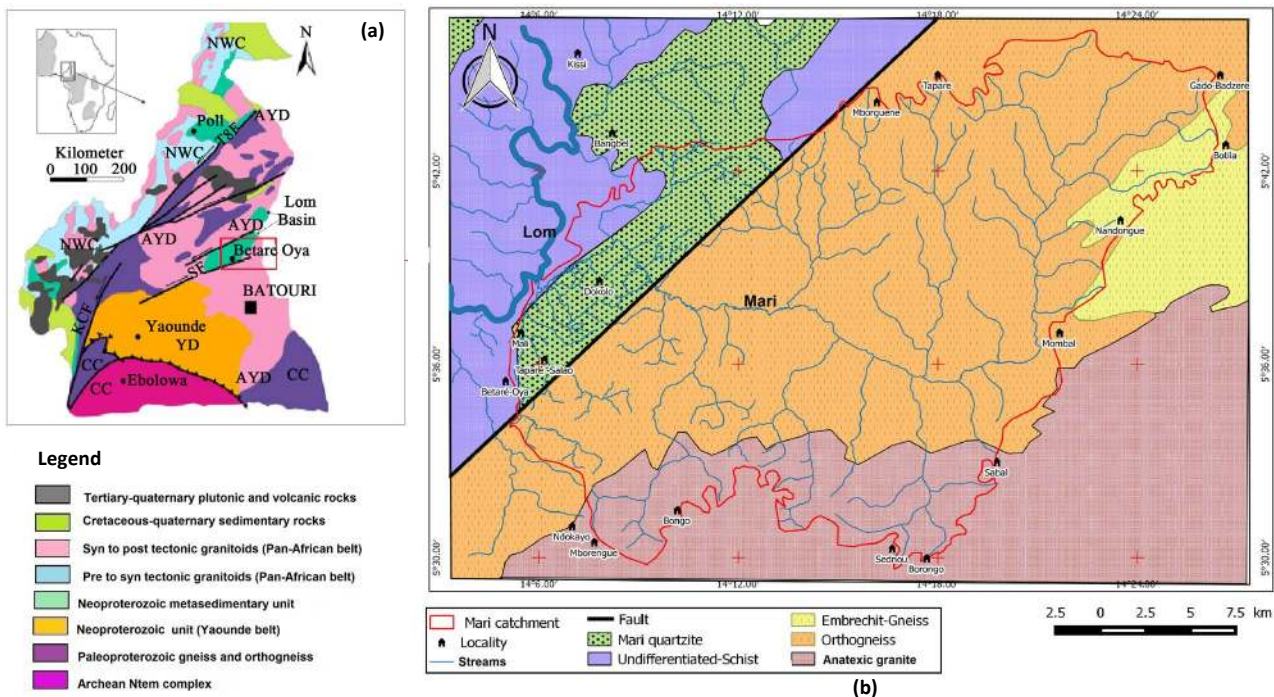 (a)
N
NWC
AYD
Poll
TSF
NWC
Kilometer
0 100 200
Lom
Basin
AYD
NWC
AYD
Betare Oya
SF
BATOURI
KCF
Yaounde
YD
CC
AYD
CC
CC
Ebolowa
Legend
Tertiary-quaternary plutonic and volcanic rocks
Cretaceous-quaternary sedimentary rocks
Syn to post tectonic granitoids (Pan-African belt)
Pre to syn tectonic granitoids (Pan-African belt)
Neoproterozoic metasedimentary unit
Neoproterozoic unit (Yaounde belt)
Paleoproterozoic gneiss and orthogneiss
Archean Ntem complex
14°6.00' 14°12.00' 14°18.00' 14°24.00'
N
Kissi
Tapare
Gado-Badzere
Mborguene
Bangbel
Botila
5°42.00' 5°42.00'
Nandongue
Lom
Dokolo
Mari
Mali
Mombal
Taparé-Salao
5°36.00' 5°36.00'
Betaré-Oya
Sabal
Bongo
Ndokayo
Mborengue
Sednou
Borongo
5°30.00' 5°30.00'
14°6.00' 14°12.00' 14°18.00' 14°24.00'
Mari catchment
Locality
Streams
Fault
Mari quartzite
Undifferentiated-Schist
Embrechit-Gneiss
Orthogneiss
Anatexic granite
2.5 0 2.5 5 7.5 km
(b)